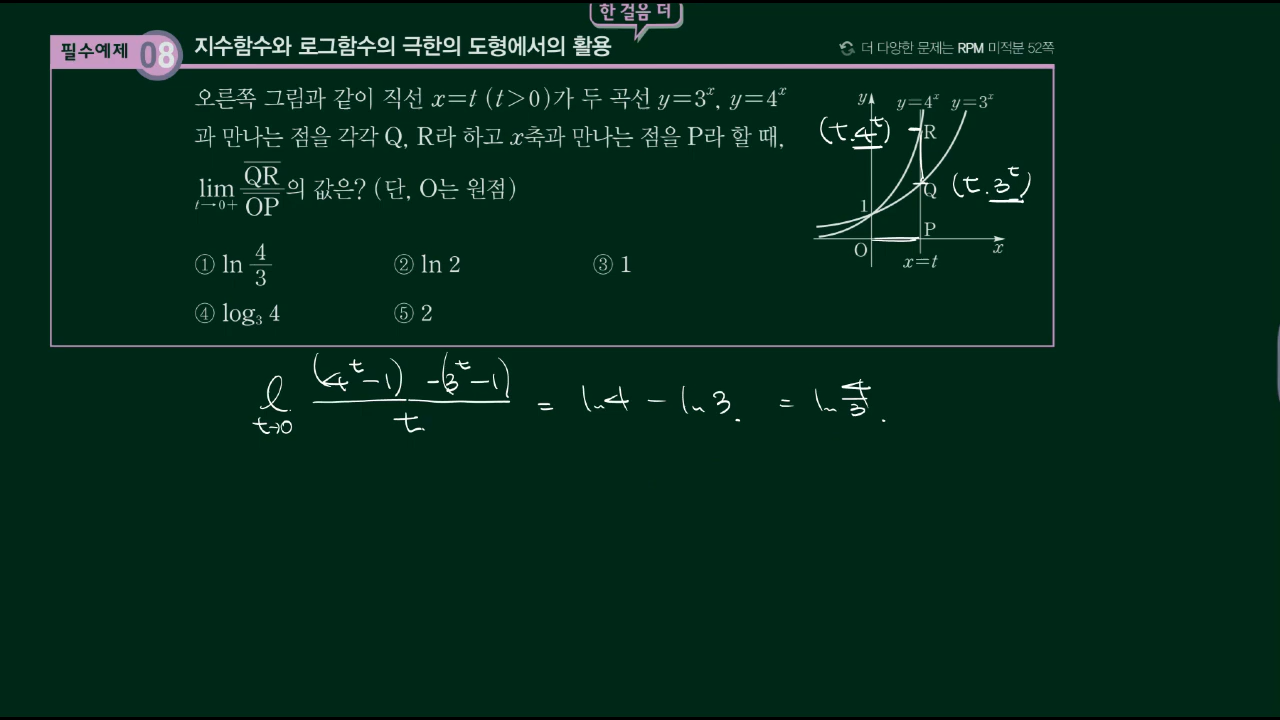 한 걸음 더
필수예제 08 지수함수와 로그함수의 극한의 도형에서의 활용
더 다양한 문제는 RPM 미적분 52쪽
오른쪽 그림과 같이 직선 x=t (t>0)가 두 곡선 y=3^x, y=4^x
과 만나는 점을 각각 Q, R라 하고 x축과 만나는 점을 P라 할 때,
lim_{t→0+} \overline{QR}/\overline{OP}의 값은? (단, O는 원점)
① ln 4/3 ② ln 2 ③ 1
④ log_3 4 ⑤ 2
y y=4^x y=3^x
(t.4^t) R
Q (t.3^t)
1
P
O x=t x
l_{t→0} ((4^t-1) -(3^t-1))/t = ln4 - ln3. = ln 4/3.